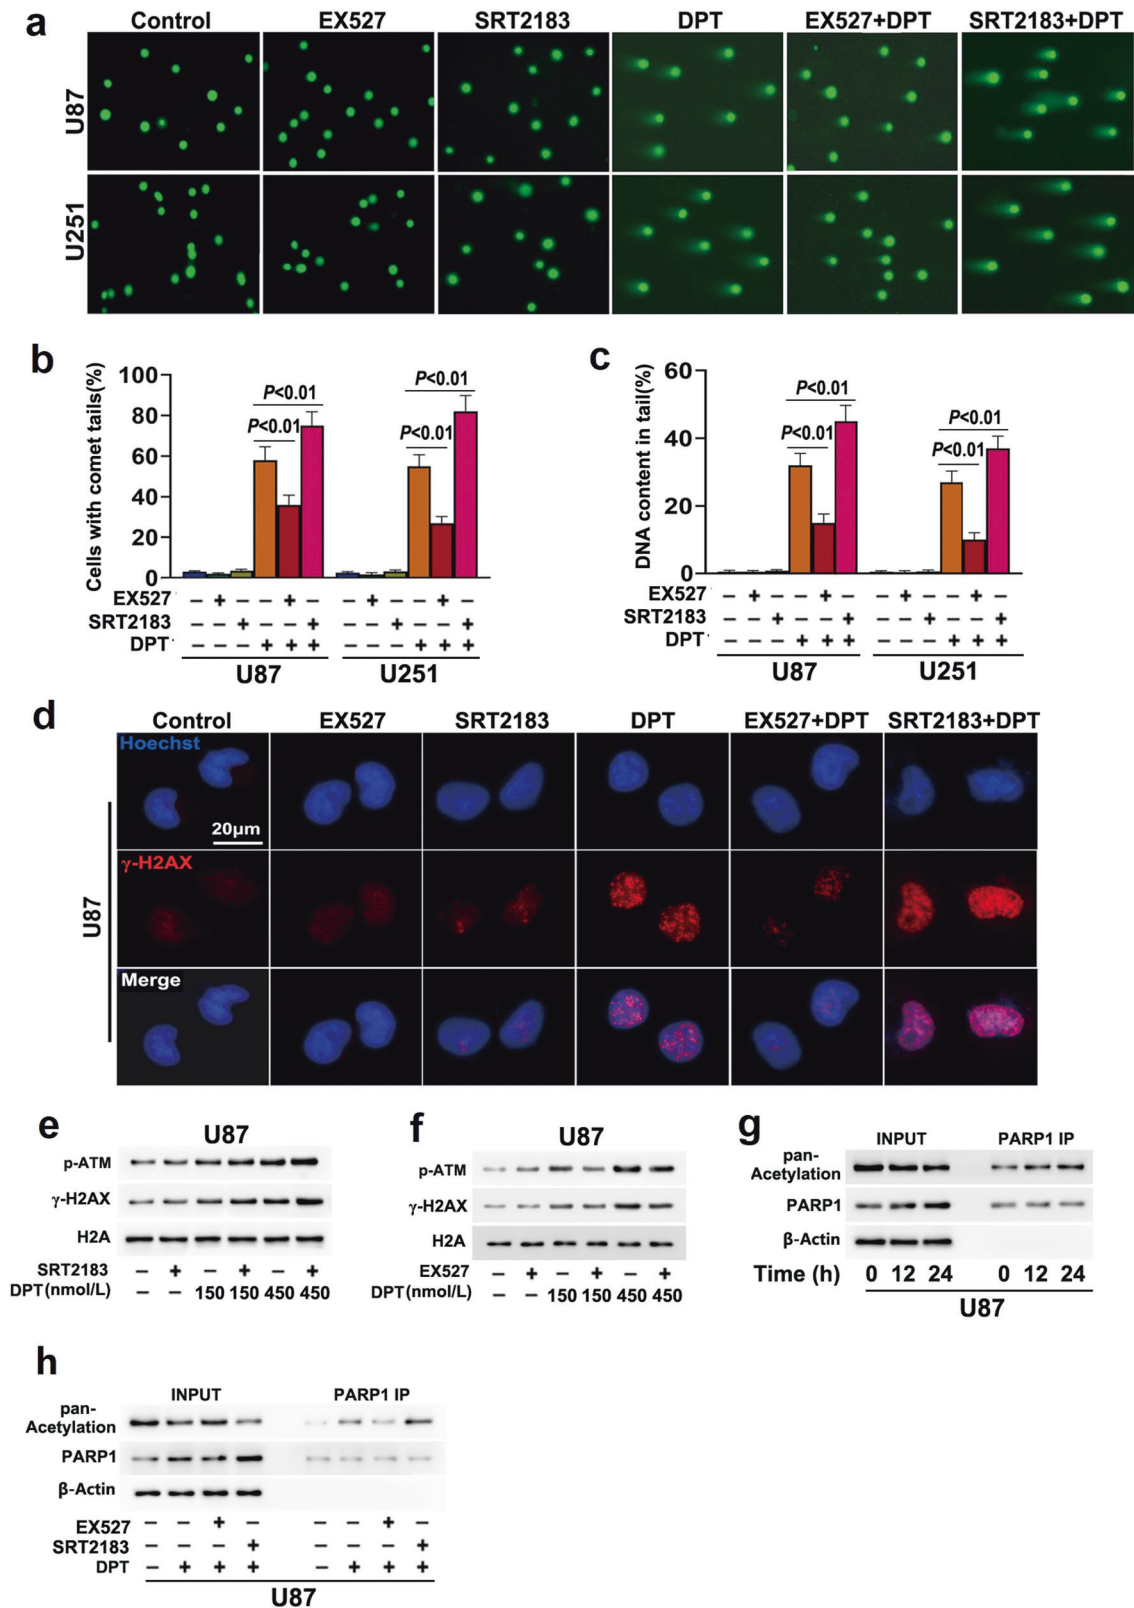 a
Control EX527 SRT2183 DPT EX527+DPT SRT2183+DPT
U87
U251
b
Cells with comet tails(%)
100
80
60
40
20
0
P<0.01
P<0.01
P<0.01
P<0.01
EX527 – + – – + – – + – – + –
SRT2183 – – + – – + – – + – – +
DPT – – – + + + – – – + + +
U87 U251
c
DNA content in tail(%)
60
40
20
0
P<0.01
P<0.01
P<0.01
P<0.01
EX527 – + – – + – – + – – + –
SRT2183 – – + – – + – – + – – +
DPT – – – + + + – – – + + +
U87 U251
d
Control EX527 SRT2183 DPT EX527+DPT SRT2183+DPT
U87
Hoechst
20μm
γ-H2AX
Merge
e
U87
p-ATM
γ-H2AX
H2A
SRT2183 – + – + – +
DPT(nmol/L) – – 150 150 450 450
f
U87
p-ATM
γ-H2AX
H2A
EX527 – + – + – +
DPT(nmol/L) – – 150 150 450 450
g
INPUT PARP1 IP
pan-
Acetylation
PARP1
β-Actin
Time (h) 0 12 24 0 12 24
U87
h
INPUT PARP1 IP
pan-
Acetylation
PARP1
β-Actin
EX527 – – + – – – + –
SRT2183 – – – + – – – +
DPT – + + + – + + +
U87